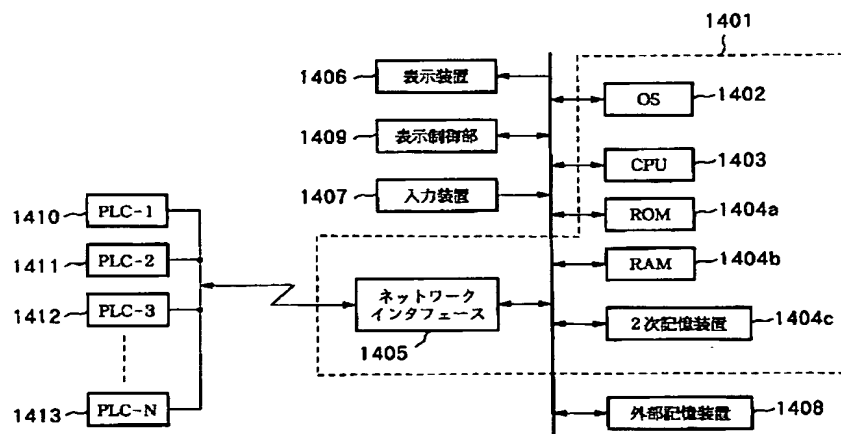 1401
1406
表示装置
OS
1402
1409
表示制御部
CPU
1403
1407
入力装置
ROM
1404a
1410
PLC-1
RAM
1404b
1411
PLC-2
1412
PLC-3
ネットワーク
インタフェース
1405
2次記憶装置
1404c
1413
PLC-N
外部記憶装置
1408